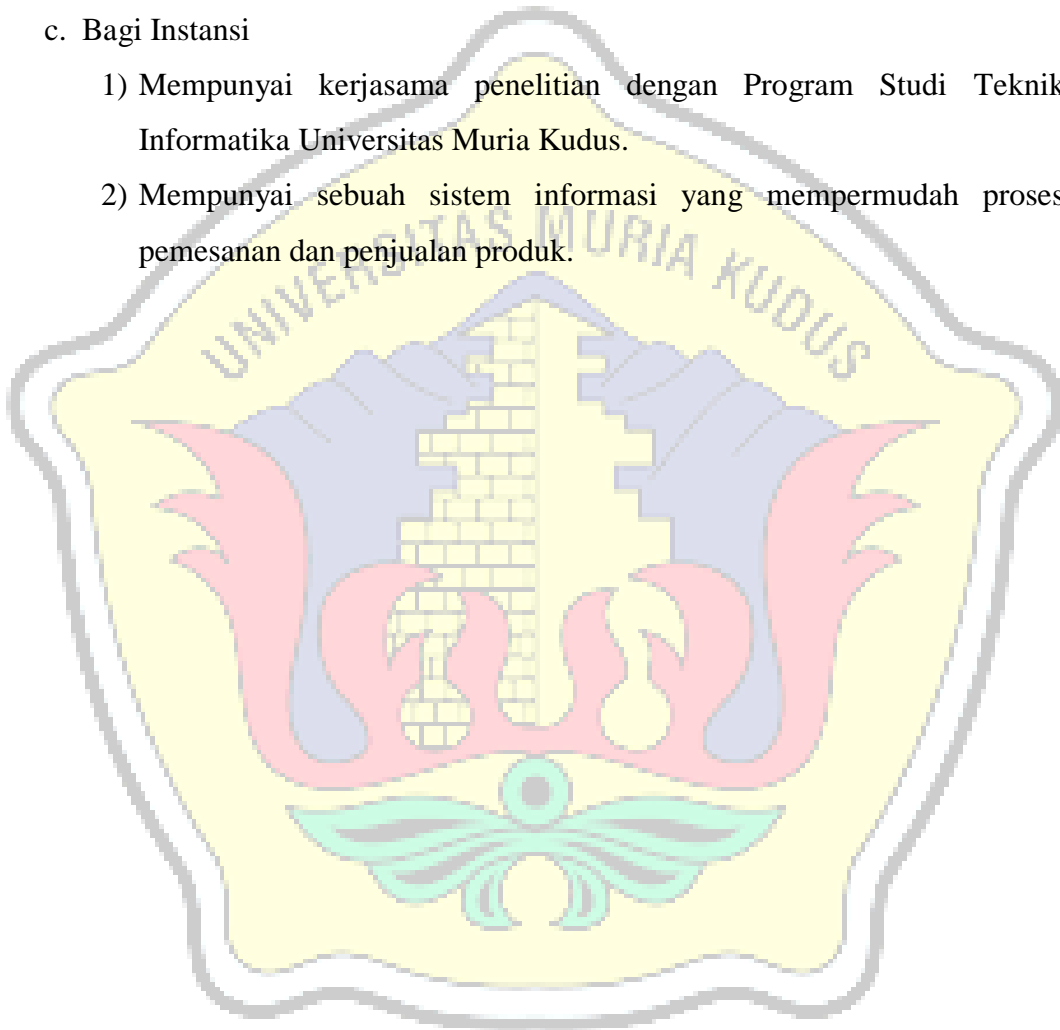 c. Bagi Instansi
1) Mempunyai kerjasama penelitian dengan Program Studi Teknik
Informatika Universitas Muria Kudus.
2) Mempunyai sebuah sistem informasi yang mempermudah proses
pemesanan dan penjualan produk.
UNIVERSITAS MURIA KUDUS